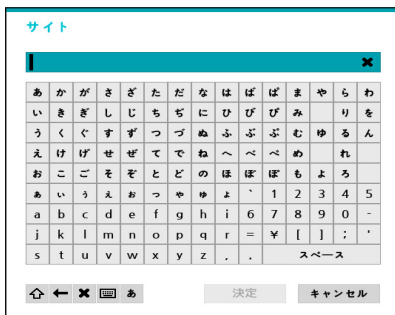 サイト
あ か が さ ざ た だ な は ば ぱ ま や ら わ
い き ぎ し じ ち ぢ に ひ び ぴ み り を
う く ぐ す ず つ づ ぬ ふ ぶ ぷ む ゆ る ん
え け げ せ ぜ て で ね へ べ ぺ め れ
お こ ご そ ぞ と ど の ほ ぼ ぽ も よ ろ
ぁ ぃ ぅ ぇ ぉ っ ゃ ゅ ょ ` 1 2 3 4 5
a b c d e f g h i 6 7 8 9 0 -
j k l m n o p q r = ¥ [ ] ; '
s t u v w x y z , . スペース
あ 決定 キャンセル